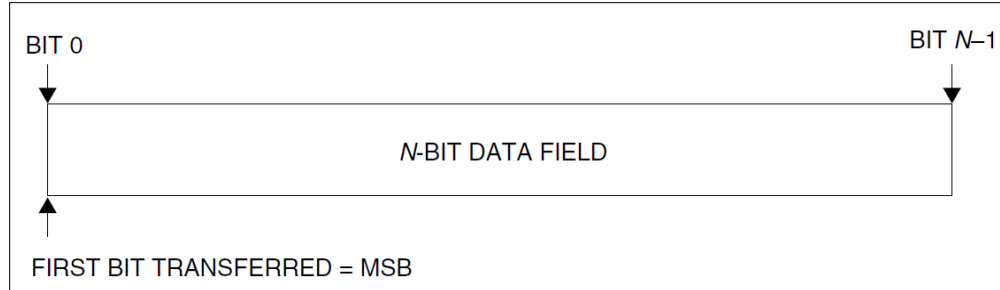 BIT 0
BIT N–1
N-BIT DATA FIELD
FIRST BIT TRANSFERRED = MSB